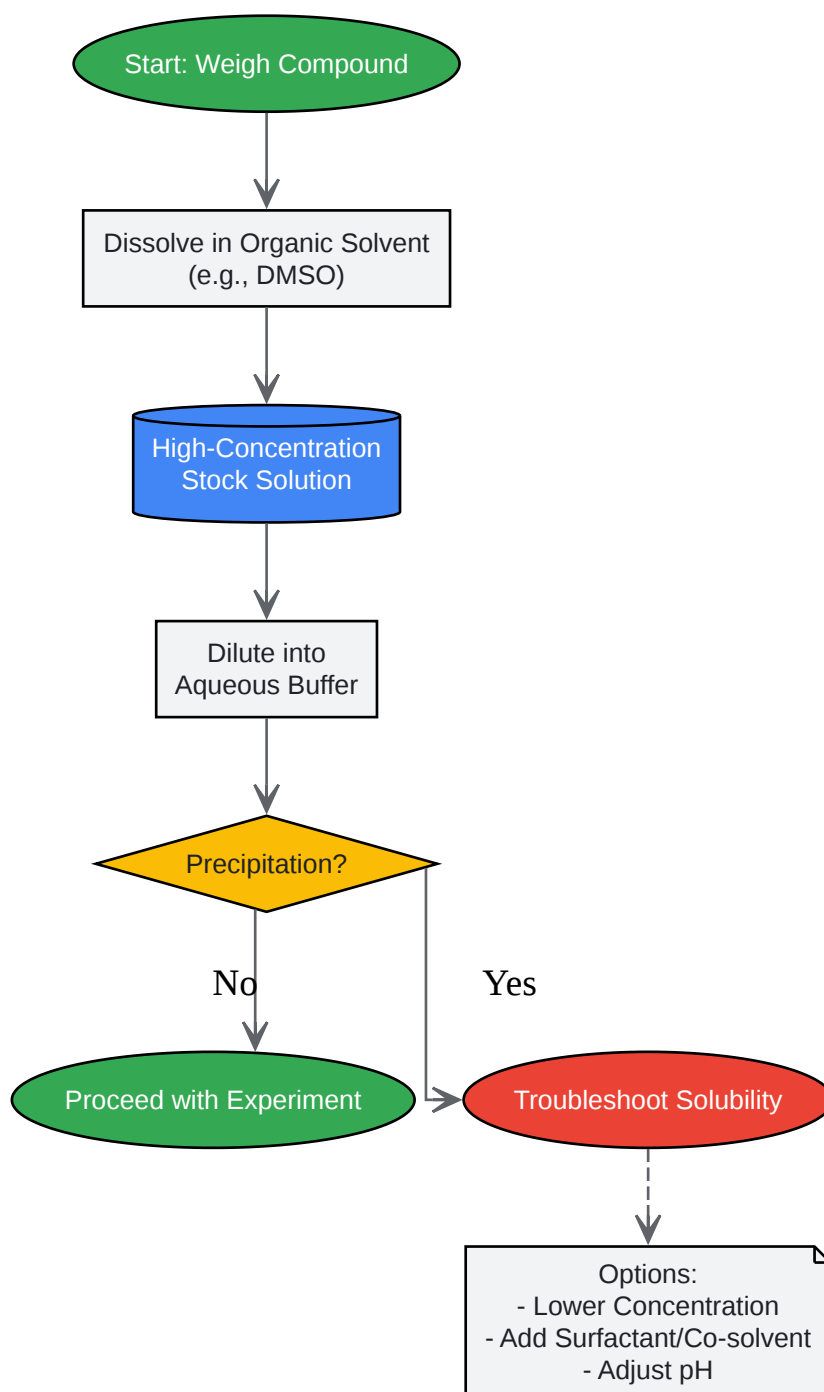 Start: Weigh Compound
Dissolve in Organic Solvent
(e.g., DMSO)
High-Concentration
Stock Solution
Dilute into
Aqueous Buffer
Precipitation?
No
Yes
Proceed with Experiment
Troubleshoot Solubility
Options:
- Lower Concentration
- Add Surfactant/Co-solvent
- Adjust pH